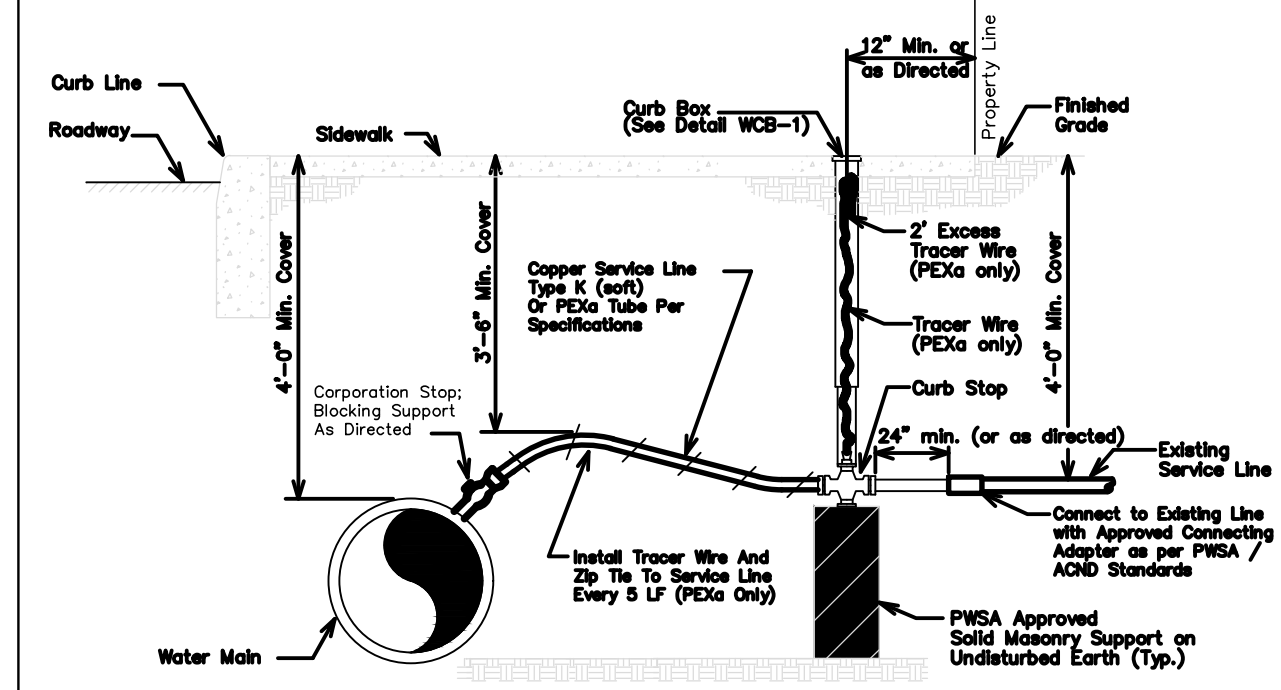 12" Min. or
as Directed
Property Line
Curb Line
Roadway
Sidewalk
Curb Box
(See Detail WCB-1)
Finished
Grade
4'-0" Min. Cover
3'-6" Min. Cover
Copper Service Line
Type K (soft)
Or PEXa Tube Per
Specifications
2' Excess
Tracer Wire
(PEXa only)
Tracer Wire
(PEXa only)
4'-0" Min. Cover
Corporation Stop;
Blocking Support
As Directed
Curb Stop
24" min. (or as directed)
Existing
Service Line
Connect to Existing Line
with Approved Connecting
Adapter as per PWSA /
ACND Standards
Install Tracer Wire And
Zip Tie To Service Line
Every 5 LF (PEXa Only)
PWSA Approved
Solid Masonry Support on
Undisturbed Earth (Typ.)
Water Main